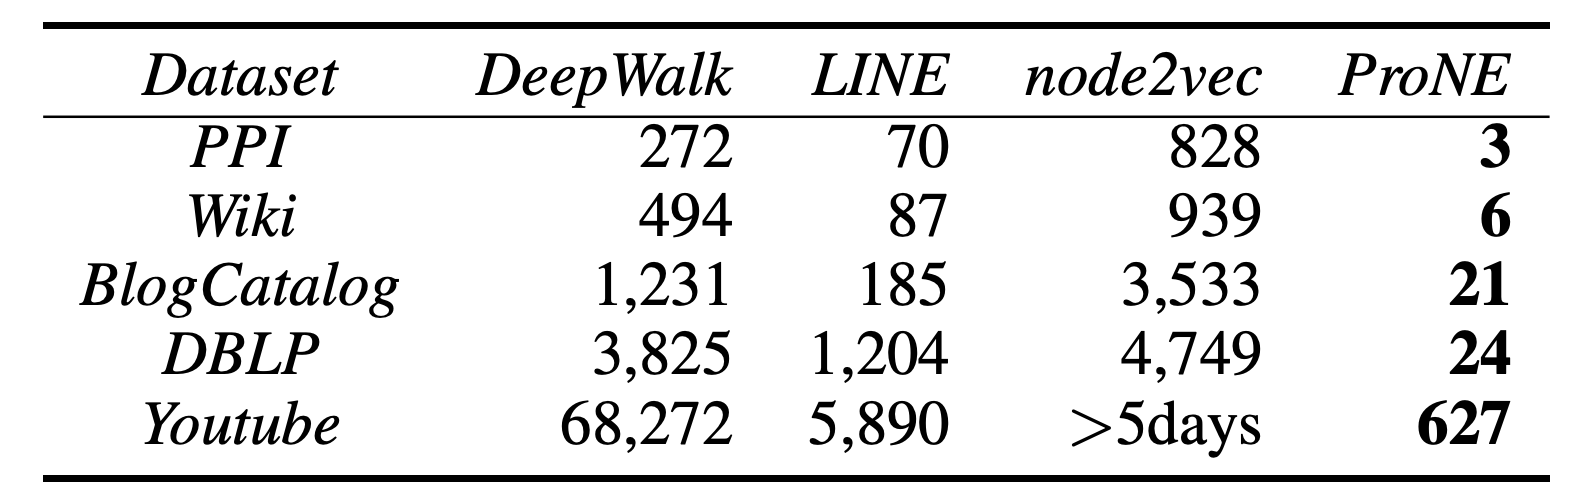 Dataset DeepWalk LINE node2vec ProNE
PPI 272 70 828 3
Wiki 494 87 939 6
BlogCatalog 1,231 185 3,533 21
DBLP 3,825 1,204 4,749 24
Youtube 68,272 5,890 >5days 627